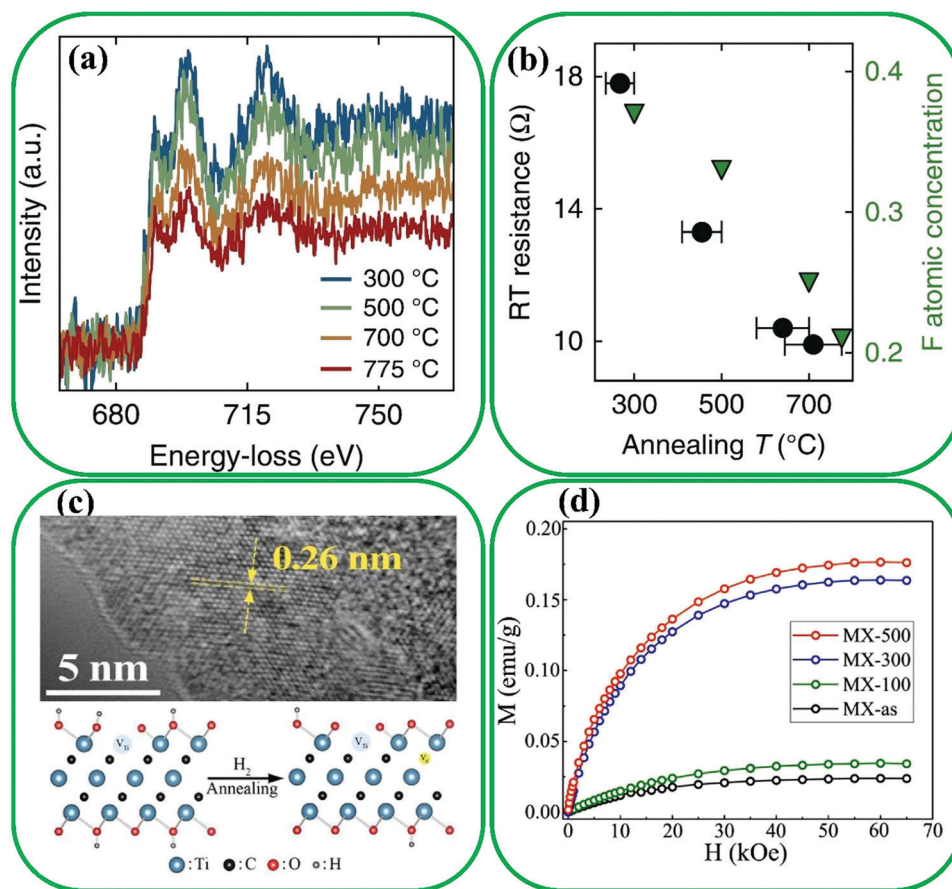 (a)
Intensity (a.u.)
300 °C
500 °C
700 °C
775 °C
680 715 750
Energy-loss (eV)
(b)
RT resistance (Ω)
18
14
10
0.4
0.3
0.2
F atomic concentration
300 500 700
Annealing T (°C)
(c)
0.26 nm
5 nm
V_Ti
H₂
Annealing
V_Ti
:Ti :C :O :H
(d)
M (emu/g)
0.20
0.15
0.10
0.05
0.00
MX-500
MX-300
MX-100
MX-as
0 10 20 30 40 50 60 70
H (kOe)